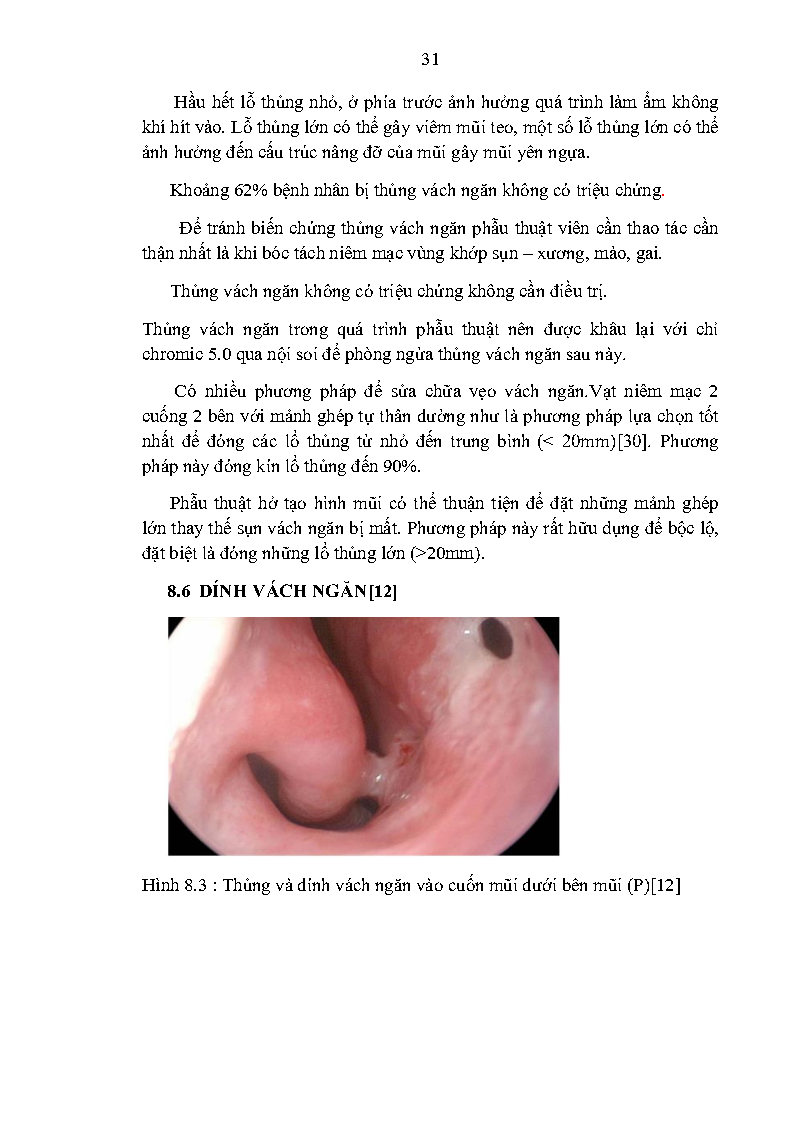 31
Hầu hết lỗ thủng nhỏ, ở phía trước ảnh hưởng quá trình làm ẩm không
khí hít vào. Lỗ thủng lớn có thể gây viêm mũi teo, một số lỗ thủng lớn có thể
ảnh hưởng đến cấu trúc nâng đỡ của mũi gây mũi yên ngựa.
Khoảng 62% bệnh nhân bị thủng vách ngăn không có triệu chứng.
Để tránh biến chứng thủng vách ngăn phẫu thuật viên cần thao tác cẩn
thận nhất là khi bóc tách niêm mạc vùng khớp sụn – xương, mào, gai.
Thủng vách ngăn không có triệu chứng không cần điều trị.
Thủng vách ngăn trong quá trình phẫu thuật nên được khâu lại với chỉ
chromic 5.0 qua nội soi để phòng ngừa thủng vách ngăn sau này.
Có nhiều phương pháp để sửa chữa vẹo vách ngăn.Vạt niêm mạc 2
cuống 2 bên với mảnh ghép tự thân dường như là phương pháp lựa chọn tốt
nhất để đóng các lổ thủng từ nhỏ đến trung bình (< 20mm)[30]. Phương
pháp này đóng kín lổ thủng đến 90%.
Phẫu thuật hở tạo hình mũi có thể thuận tiện để đặt những mảnh ghép
lớn thay thế sụn vách ngăn bị mất. Phương pháp này rất hữu dụng để bộc lộ,
đặt biệt là đóng những lổ thủng lớn (>20mm).
8.6 DÍNH VÁCH NGĂN[12]
Hình 8.3 : Thủng và dính vách ngăn vào cuốn mũi dưới bên mũi (P)[12]